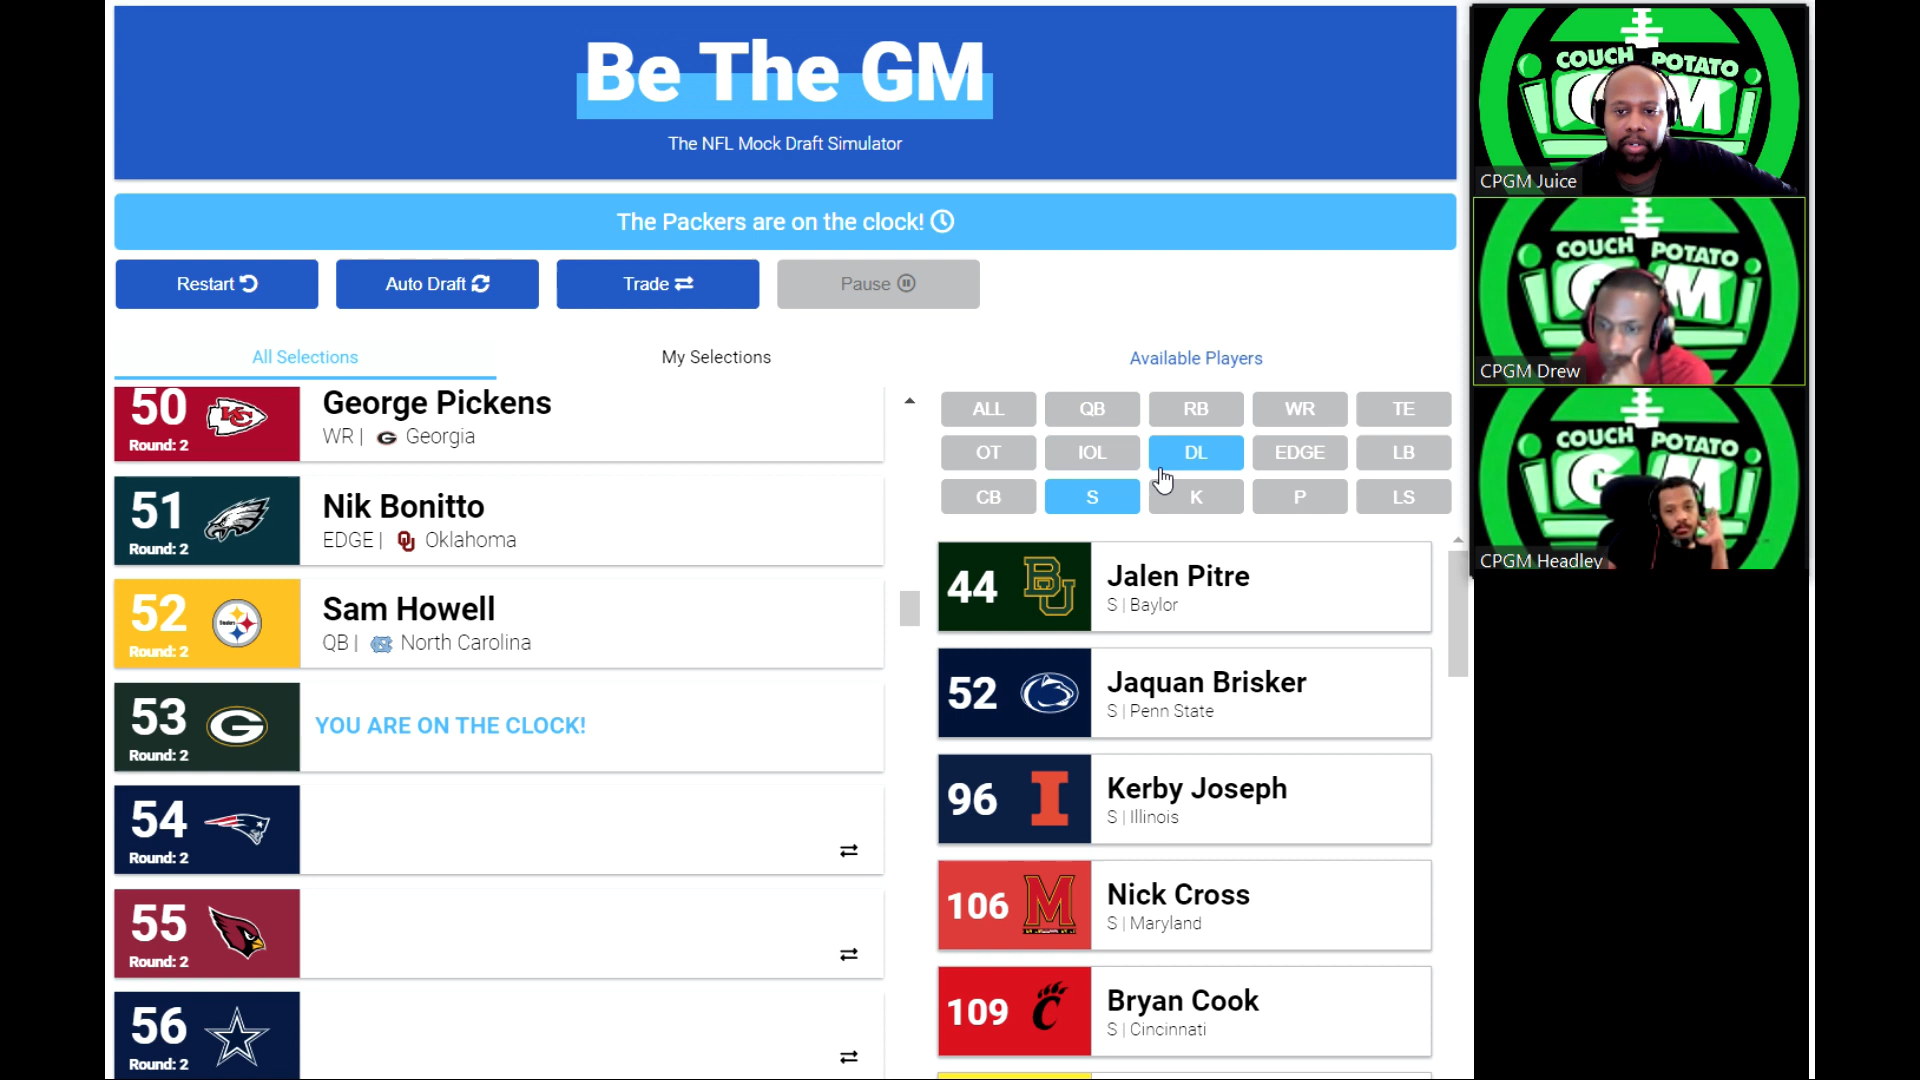 Be The GM
The NFL Mock Draft Simulator
The Packers are on the clock!
Restart
Auto Draft
Trade
Pause
All Selections
My Selections
Available Players
50
Round: 2
George Pickens
WR | Georgia
51
Round: 2
Nik Bonitto
EDGE | Oklahoma
52
Round: 2
Steelers
Sam Howell
QB | North Carolina
53
Round: 2
YOU ARE ON THE CLOCK!
54
Round: 2
55
Round: 2
56
Round: 2
ALL QB RB WR TE
OT IOL DL EDGE LB
CB S K P LS
44
Jalen Pitre
S | Baylor
52
Jaquan Brisker
S | Penn State
96
Kerby Joseph
S | Illinois
106
Nick Cross
S | Maryland
109
Bryan Cook
S | Cincinnati
COUCH POTATO
GM
CPGM Juice
COUCH POTATO
GM
CPGM Drew
COUCH POTATO
GM
CPGM Headley